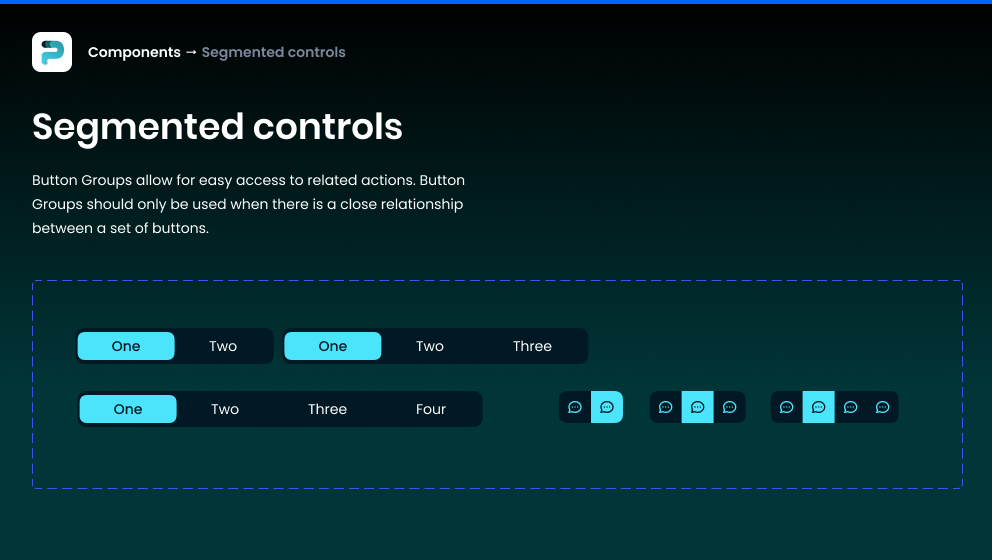 Components → Segmented controls
Segmented controls
Button Groups allow for easy access to related actions. Button
Groups should only be used when there is a close relationship
between a set of buttons.
One Two One Two Three
One Two Three Four